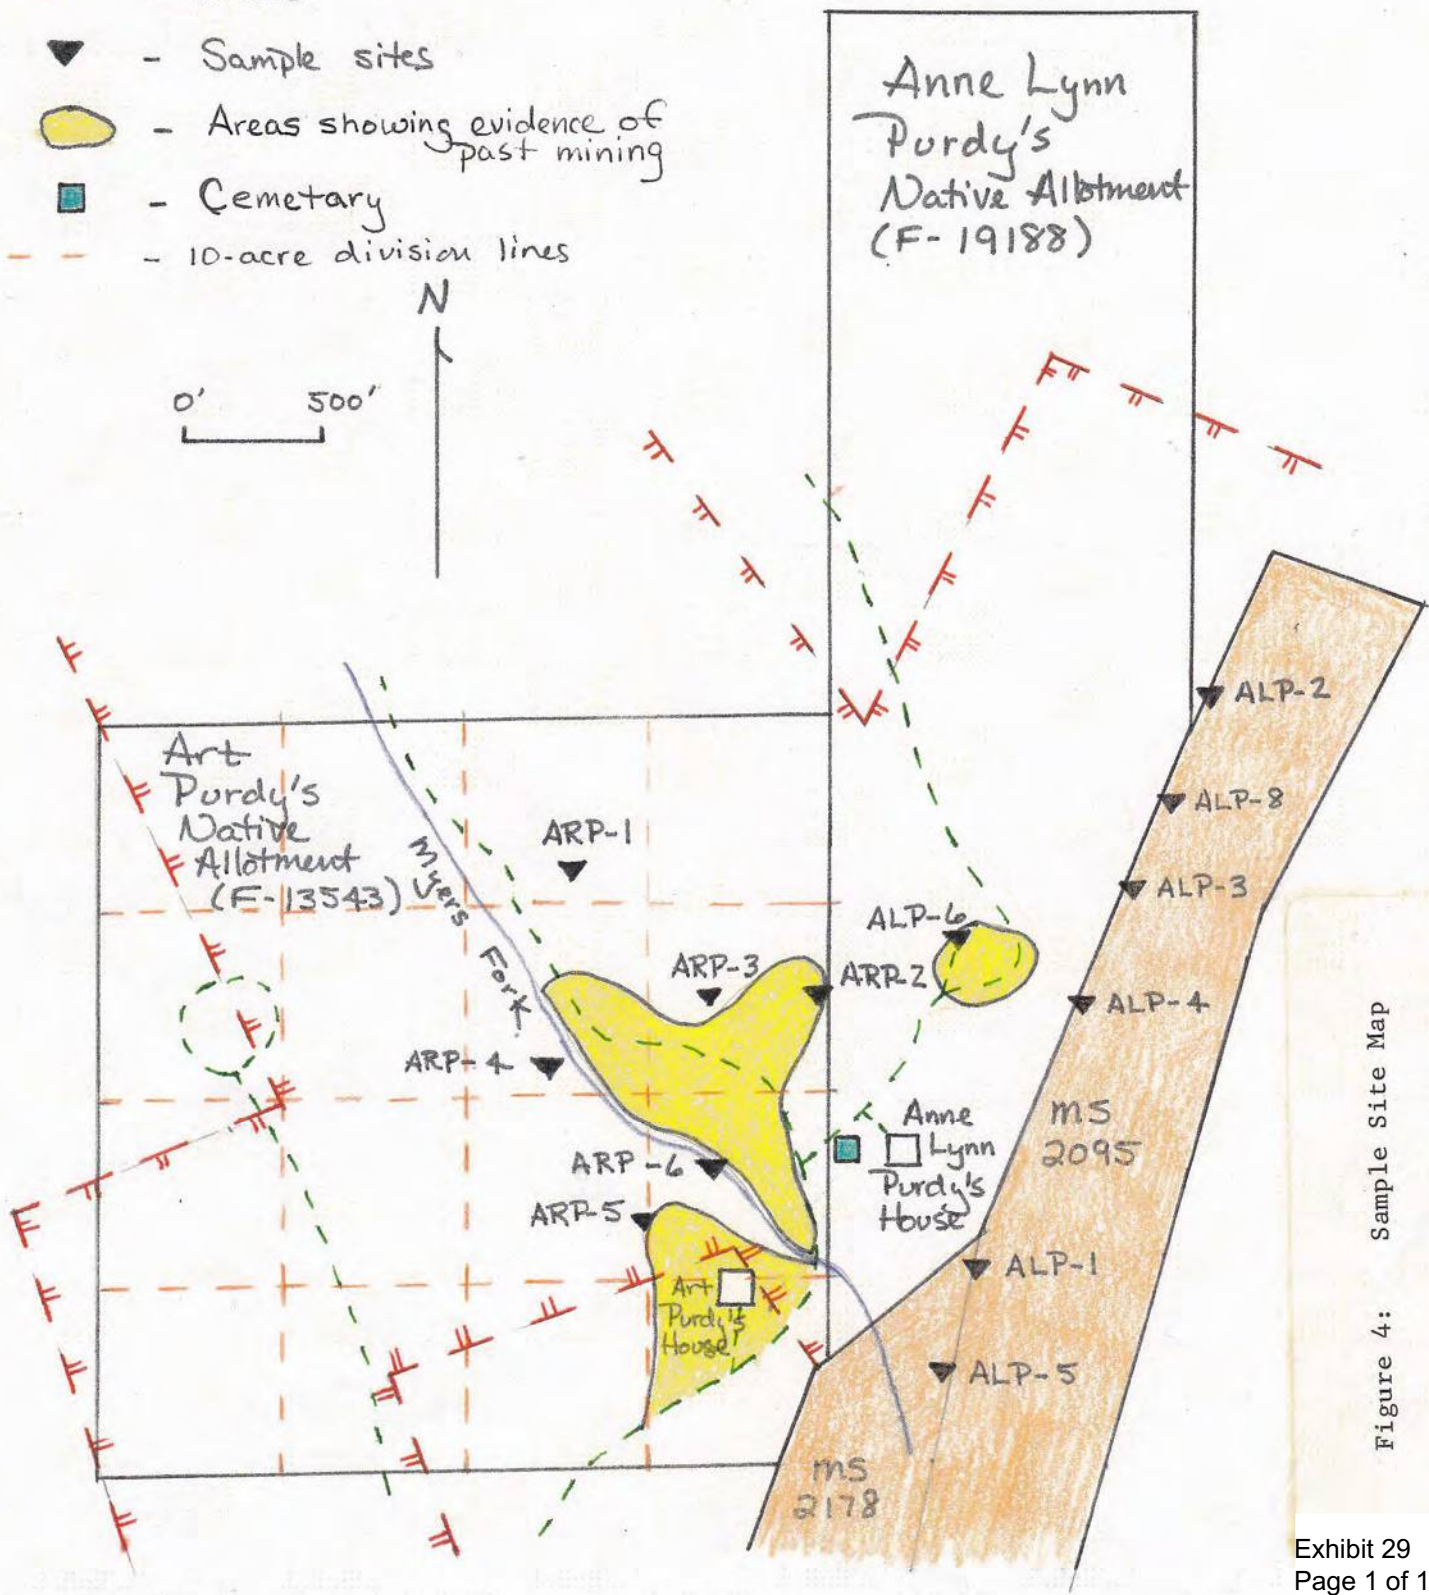 - Sample sites
- Areas showing evidence of
past mining
- Cemetary
- 10-acre division lines
N
0' 500'
Anne Lynn
Purdy's
Native Allotment
(F-19188)
Art
Purdy's
Native
Allotment
(F-13543)
Myers Fork
ARP-1
ARP-3
ARP-2
ARP-4
ARP-6
ARP-5
ALP-6
ALP-2
ALP-8
ALP-3
ALP-4
ALP-1
ALP-5
Anne
Lynn
Purdy's
House
Art
Purdy's
House
MS
2095
MS
2178
Figure 4: Sample Site Map
Exhibit 29
Page 1 of 1